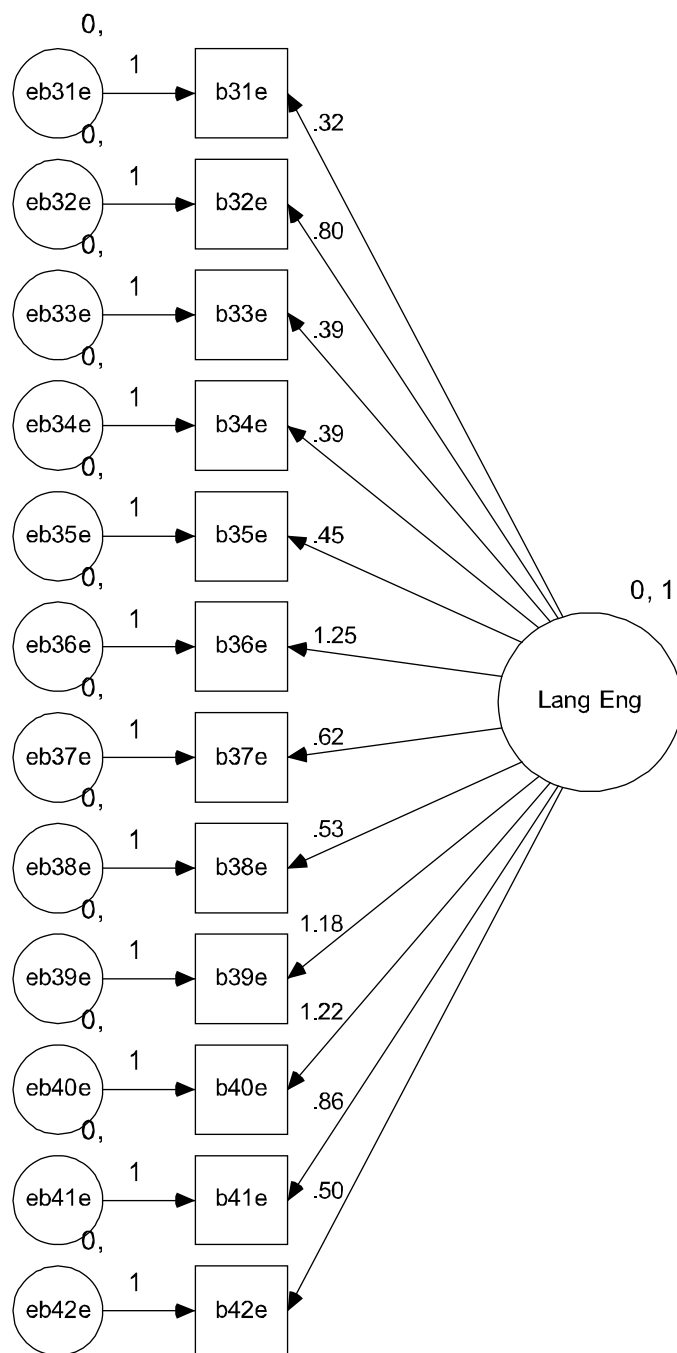 0,
eb31e 1 b31e .32
0,
eb32e 1 b32e .80
0,
eb33e 1 b33e .39
0,
eb34e 1 b34e .39
0,
eb35e 1 b35e .45
0,
0, 1
eb36e 1 b36e 1.25
0,
Lang Eng
eb37e 1 b37e .62
0,
eb38e 1 b38e .53
0,
eb39e 1 b39e 1.18
0,
eb40e 1 b40e 1.22
0,
eb41e 1 b41e .86
0,
eb42e 1 b42e .50